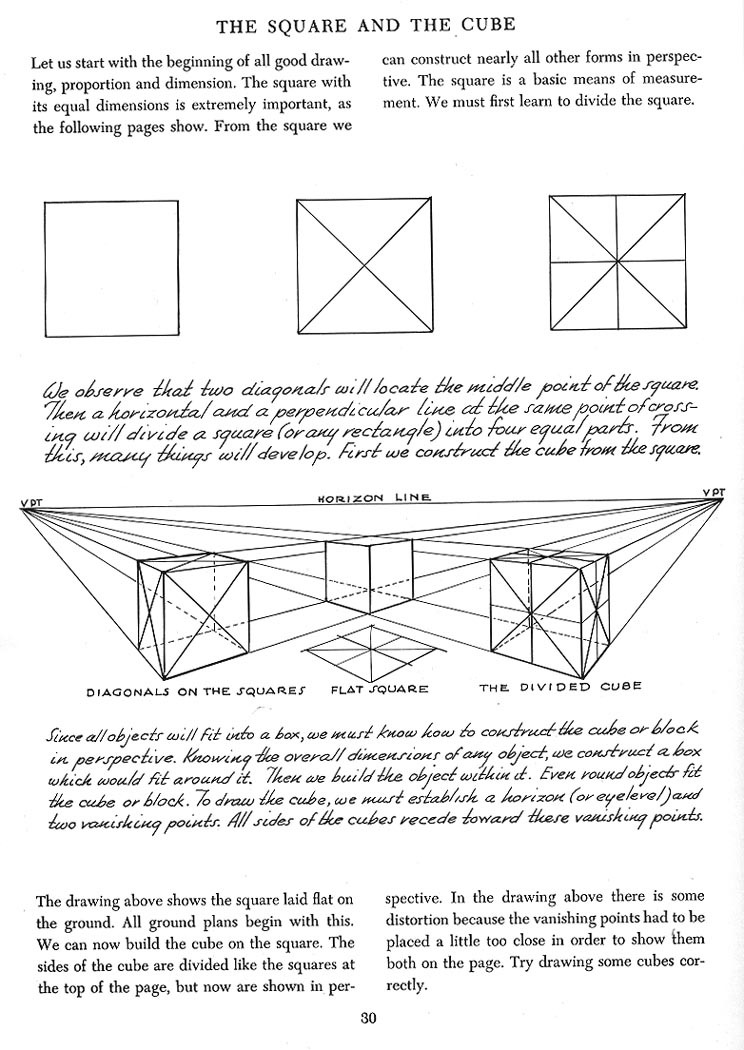 THE SQUARE AND THE CUBE
Let us start with the beginning of all good draw-
ing, proportion and dimension. The square with
its equal dimensions is extremely important, as
the following pages show. From the square we
can construct nearly all other forms in perspec-
tive. The square is a basic means of measure-
ment. We must first learn to divide the square.
We observe that two diagonals will locate the middle point of the square.
Then a horizontal and a perpendicular line at the same point of cross-
ing will divide a square (or any rectangle) into four equal parts. From
this, many things will develop. First we construct the cube from the square.
VPT
HORIZON LINE
VPT
DIAGONALS ON THE SQUARES
FLAT SQUARE
THE DIVIDED CUBE
Since all objects will fit into a box, we must know how to construct the cube or block
in perspective. Knowing the overall dimensions of any object, we construct a box
which would fit around it. Then we build the object within it. Even round objects fit
the cube or block. To draw the cube, we must establish a horizon (or eyelevel) and
two vanishing points. All sides of the cubes recede toward these vanishing points.
The drawing above shows the square laid flat on
the ground. All ground plans begin with this.
We can now build the cube on the square. The
sides of the cube are divided like the squares at
the top of the page, but now are shown in per-
spective. In the drawing above there is some
distortion because the vanishing points had to be
placed a little too close in order to show them
both on the page. Try drawing some cubes cor-
rectly.
30